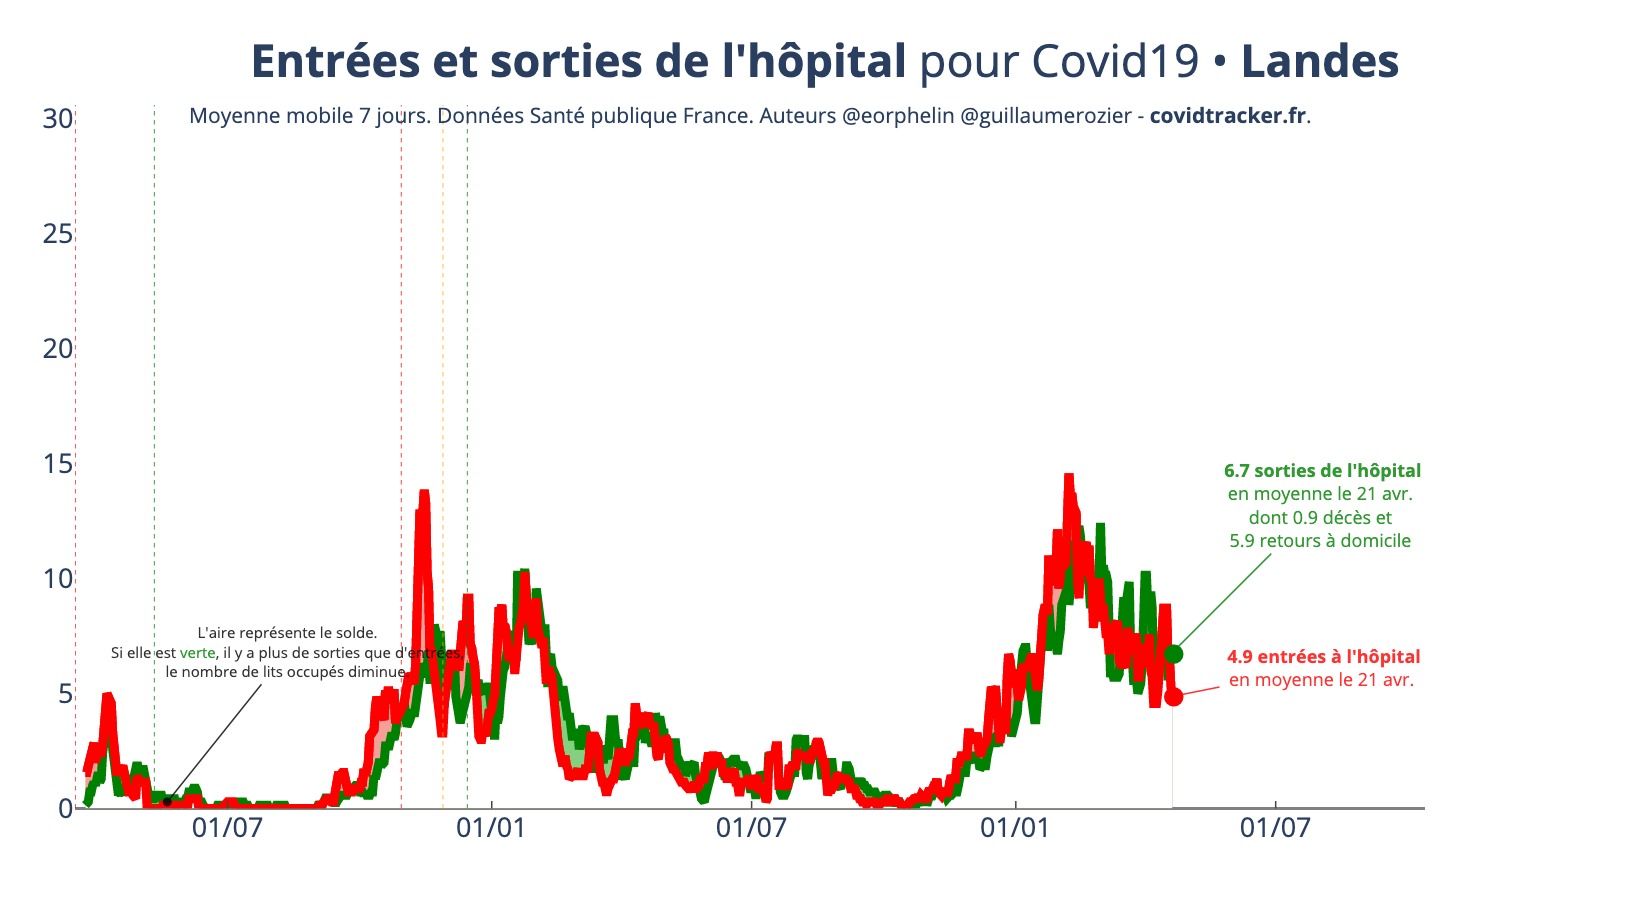 Entrées et sorties de l'hôpital pour Covid19 • Landes
Moyenne mobile 7 jours. Données Santé publique France. Auteurs @eorphelin @guillaumerozier - covidtracker.fr.
30
25
20
15
10
5
0
L'aire représente le solde.
Si elle est verte, il y a plus de sorties que d'entrées,
le nombre de lits occupés diminue.
6.7 sorties de l'hôpital
en moyenne le 21 avr.
dont 0.9 décès et
5.9 retours à domicile
4.9 entrées à l'hôpital
en moyenne le 21 avr.
01/07
01/01
01/07
01/01
01/07